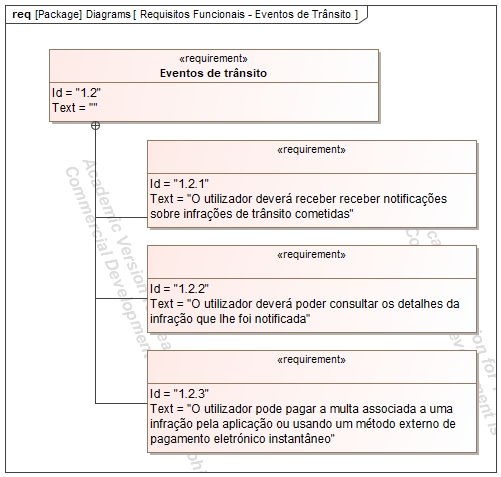 req [Package] Diagrams [ Requisitos Funcionais - Eventos de Trânsito ]
«requirement»
Eventos de trânsito
Id = "1.2"
Text = ""
«requirement»
Id = "1.2.1"
Text = "O utilizador deverá receber receber notificações
sobre infrações de trânsito cometidas"
«requirement»
Id = "1.2.2"
Text = "O utilizador deverá poder consultar os detalhes da
infração que lhe foi notificada"
«requirement»
Id = "1.2.3"
Text = "O utilizador pode pagar a multa associada a uma
infração pela aplicação ou usando um método externo de
pagamento eletrónico instantâneo"
Academic Version
Commercial Development